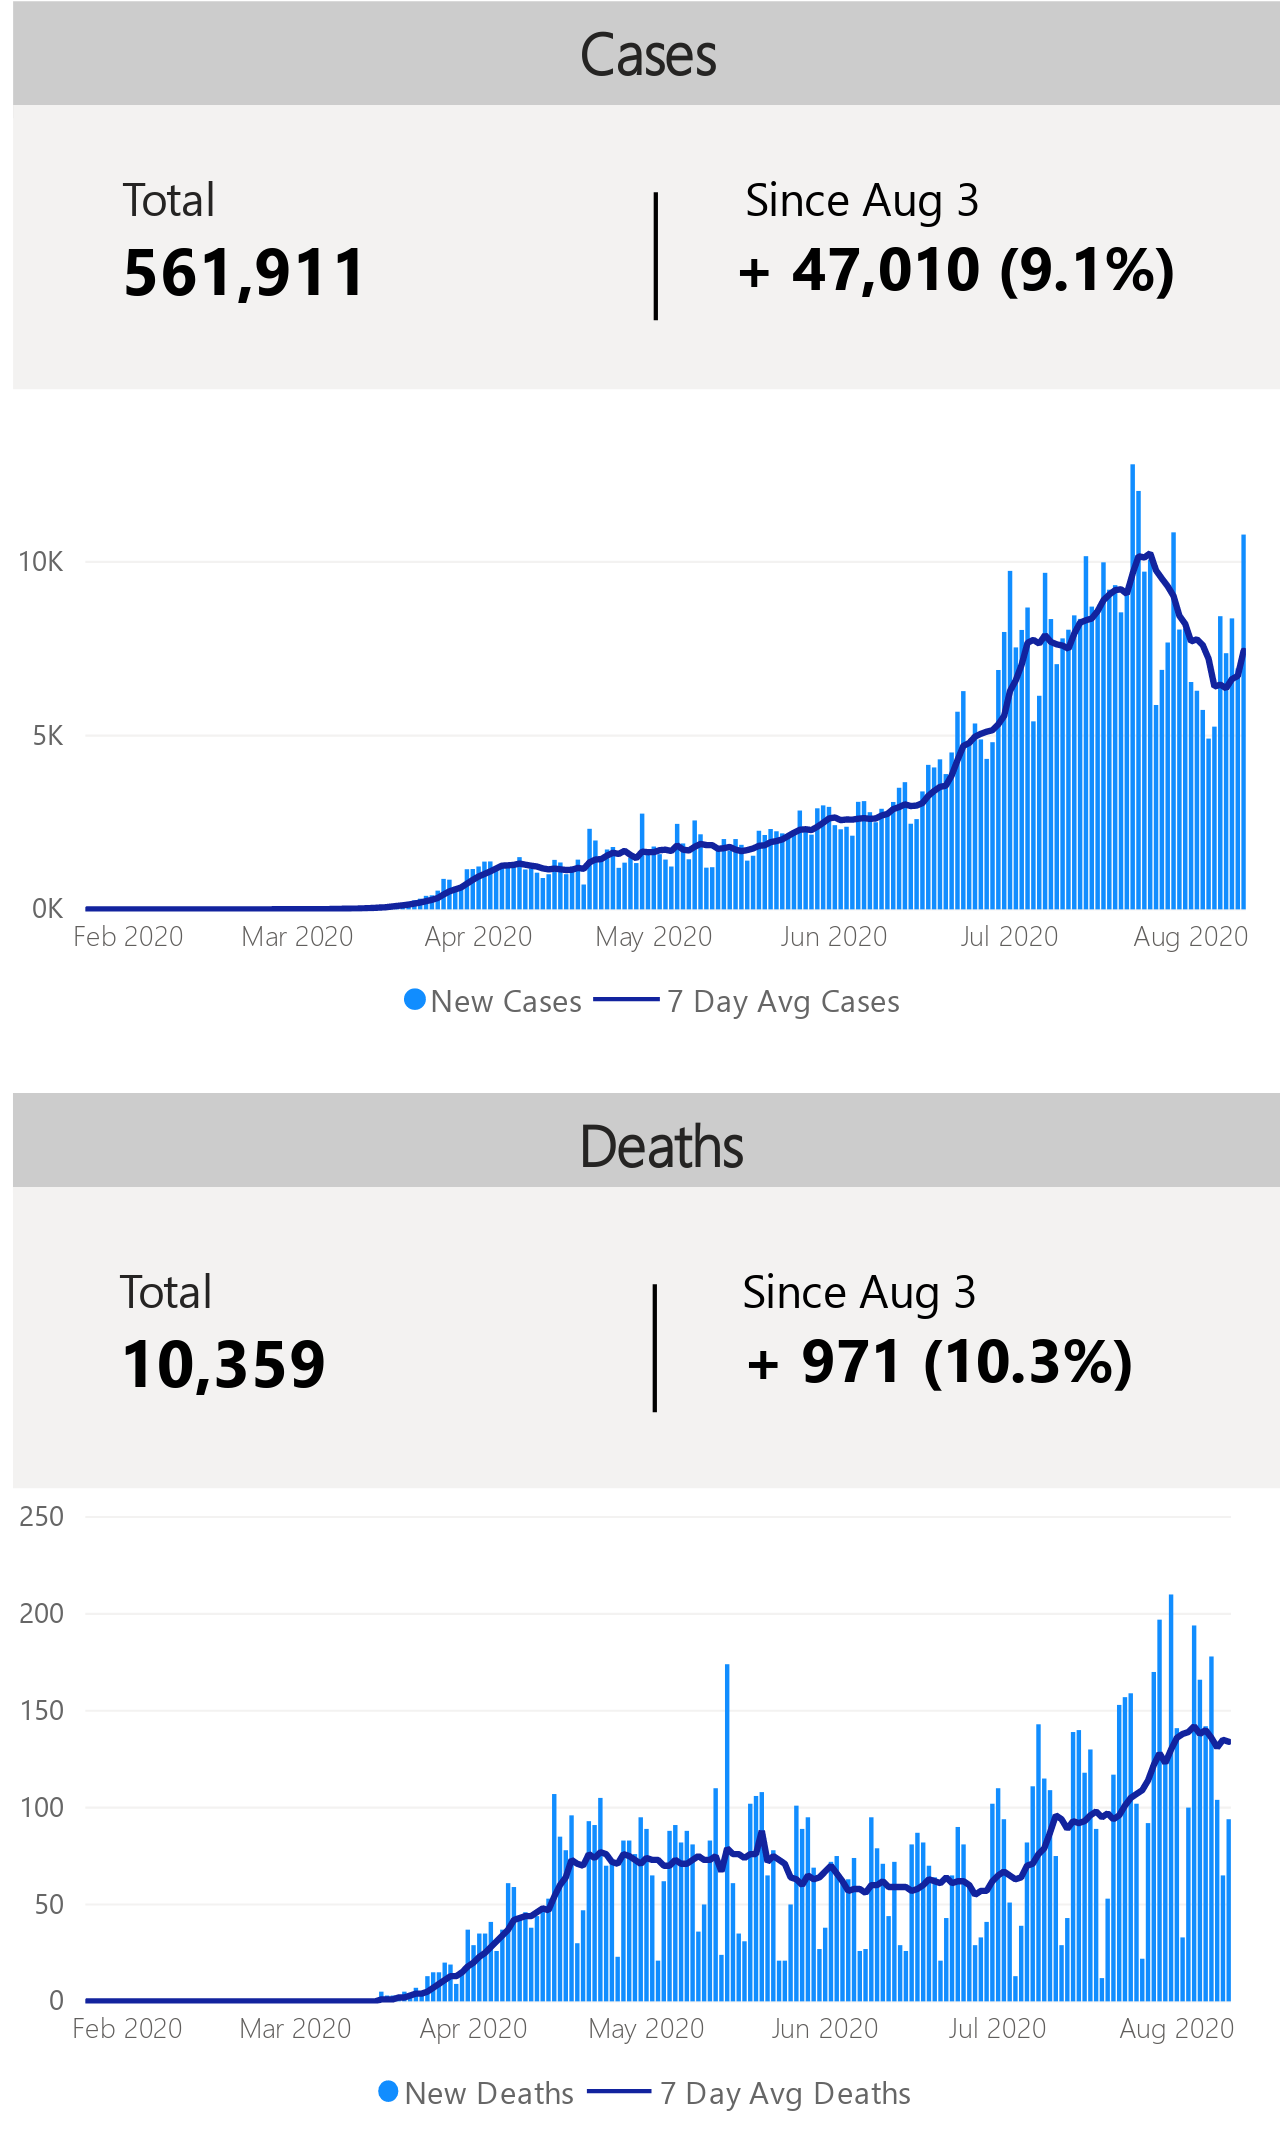 Cases
Total
Since Aug 3
561,911
+ 47,010 (9.1%)
10K
5K
0K
Feb 2020 Mar 2020 Apr 2020 May 2020 Jun 2020 Jul 2020 Aug 2020
New Cases 7 Day Avg Cases
Deaths
Total
Since Aug 3
10,359
+ 971 (10.3%)
250
200
150
100
50
0
Feb 2020 Mar 2020 Apr 2020 May 2020 Jun 2020 Jul 2020 Aug 2020
New Deaths 7 Day Avg Deaths